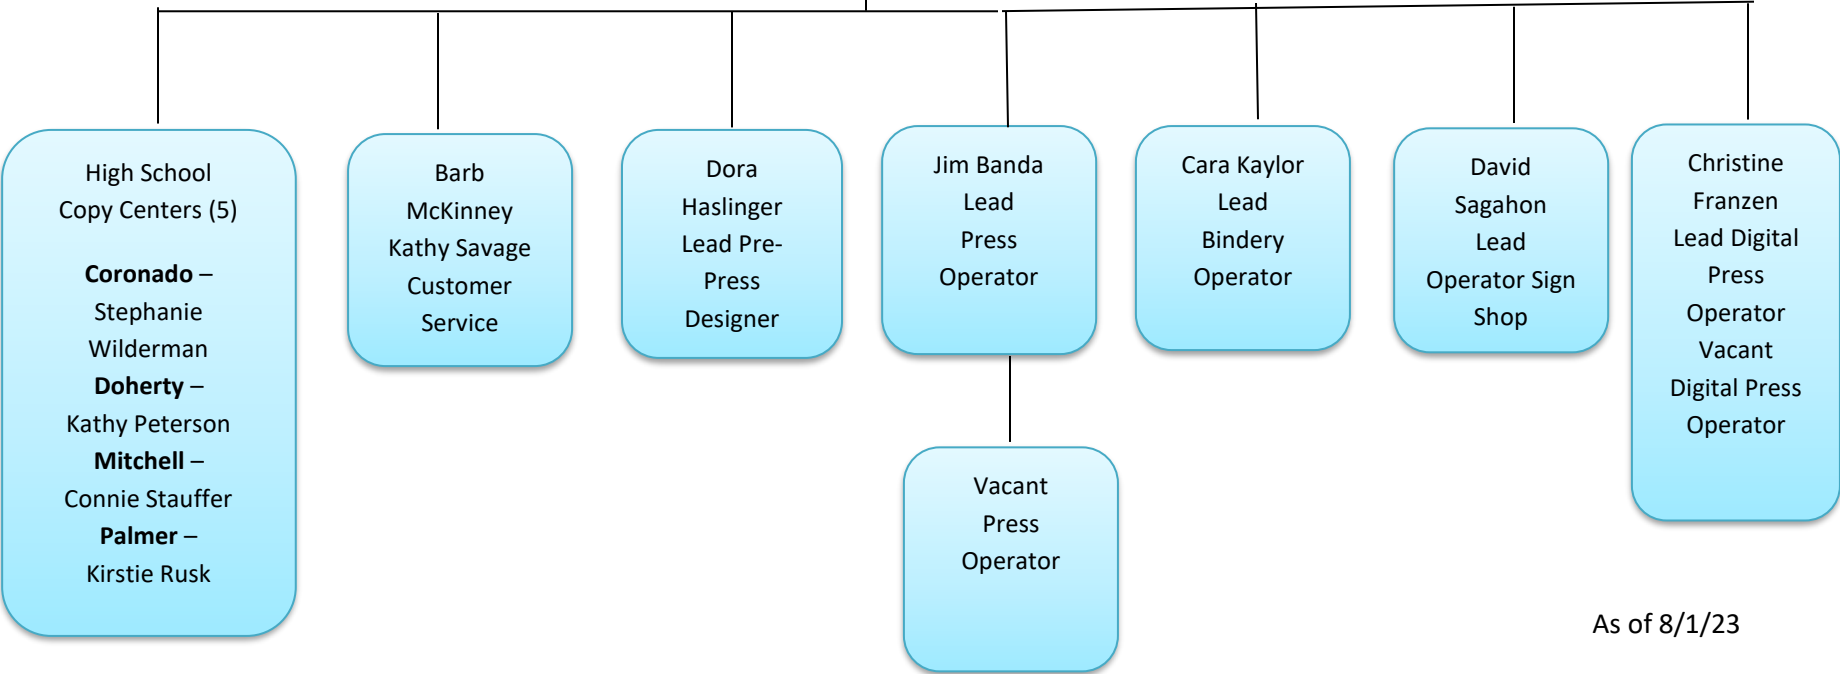 High School
Copy Centers (5)
Coronado –
Stephanie
Wilderman
Doherty –
Kathy Peterson
Mitchell –
Connie Stauffer
Palmer –
Kirstie Rusk
Barb
McKinney
Kathy Savage
Customer
Service
Dora
Haslinger
Lead Pre-
Press
Designer
Jim Banda
Lead
Press
Operator
Cara Kaylor
Lead
Bindery
Operator
David
Sagahon
Lead
Operator Sign
Shop
Christine
Franzen
Lead Digital
Press
Operator
Vacant
Digital Press
Operator
Vacant
Press
Operator
As of 8/1/23